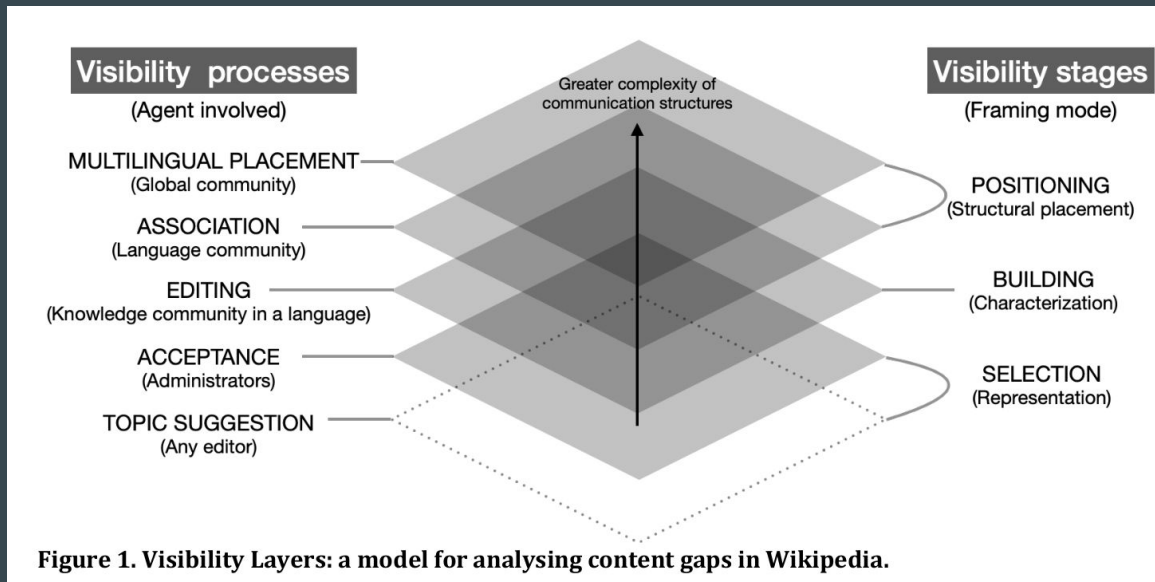 Visibility processes
(Agent involved)
MULTILINGUAL PLACEMENT
(Global community)
ASSOCIATION
(Language community)
EDITING
(Knowledge community in a language)
ACCEPTANCE
(Administrators)
TOPIC SUGGESTION
(Any editor)
Greater complexity of
communication structures
Visibility stages
(Framing mode)
POSITIONING
(Structural placement)
BUILDING
(Characterization)
SELECTION
(Representation)
Figure 1. Visibility Layers: a model for analysing content gaps in Wikipedia.